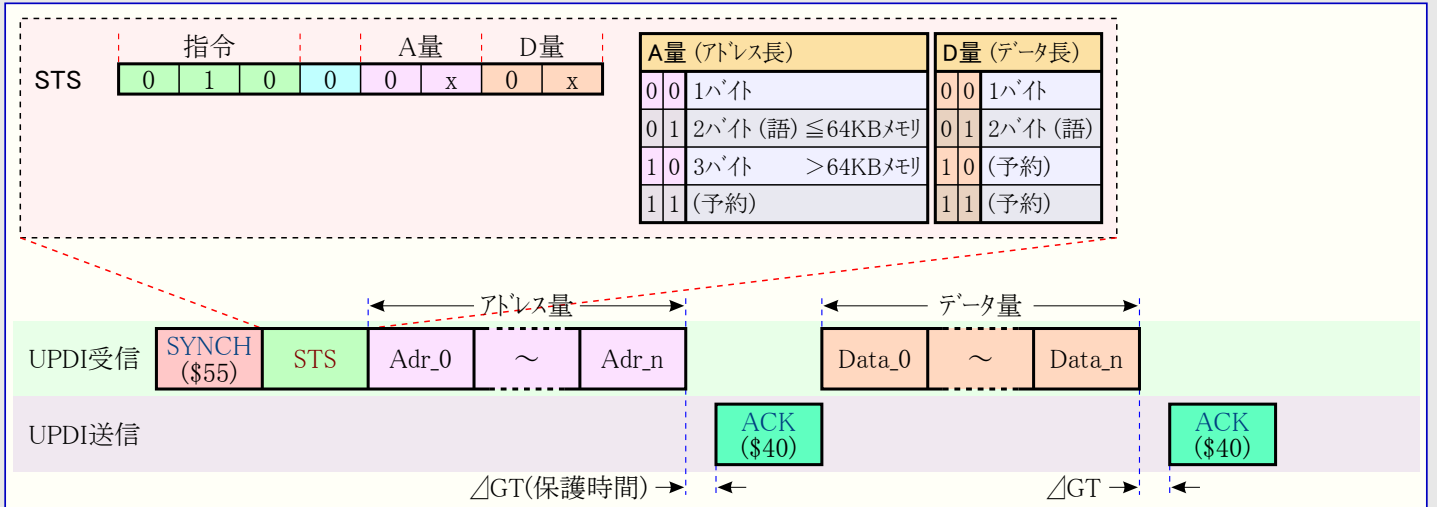 指令 A量 D量
STS 0 1 0 0 0 x 0 x
A量 (アドレス長)
0 0 1バイト
0 1 2バイト (語) ≦64KBメモリ
1 0 3バイト >64KBメモリ
1 1 (予約)
D量 (データ長)
0 0 1バイト
0 1 2バイト (語)
1 0 (予約)
1 1 (予約)
アドレス量 データ量
UPDI受信 SYNCH ($55) STS Adr_0 ～ Adr_n Data_0 ～ Data_n
UPDI送信 ACK ($40) ACK ($40)
⊿GT(保護時間) ⊿GT